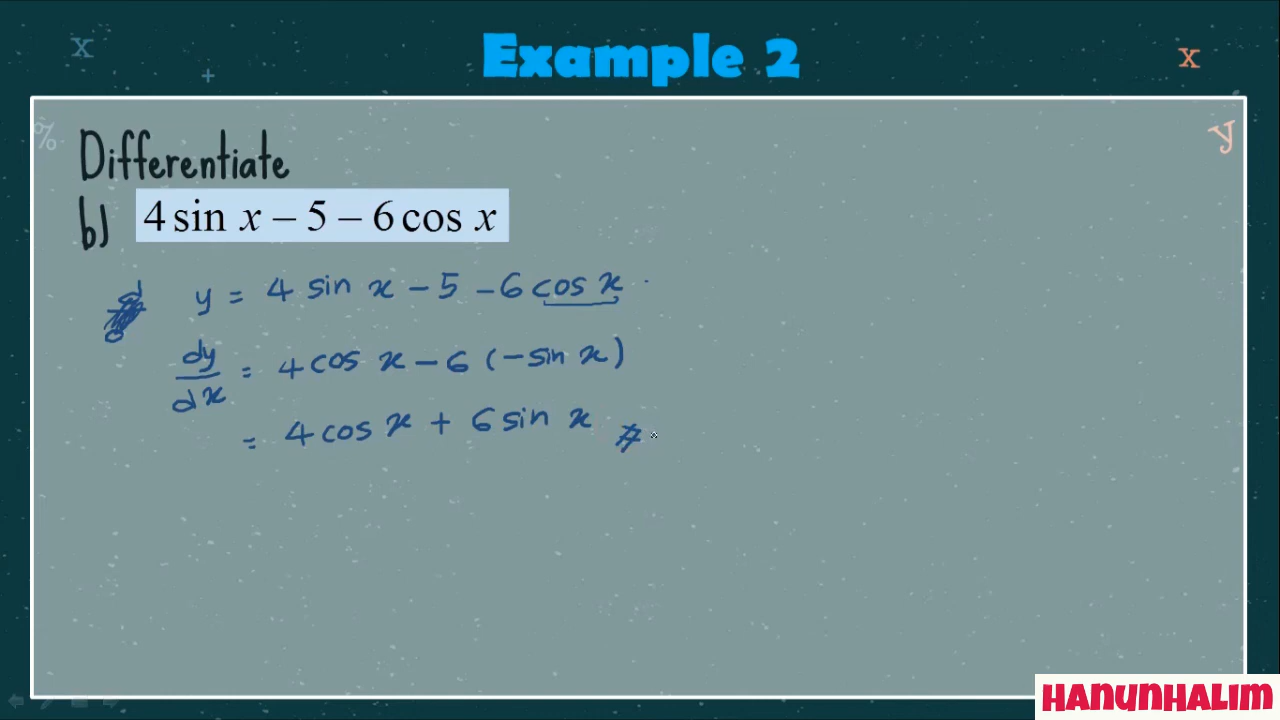 x
Example 2
x
+
%
y
Differentiate
b) 4 sin x – 5 – 6 cos x
y = 4 sin x – 5 – 6 cos x
dy/dx = 4 cos x – 6 (– sin x)
= 4 cos x + 6 sin x #
HANUNHALIM